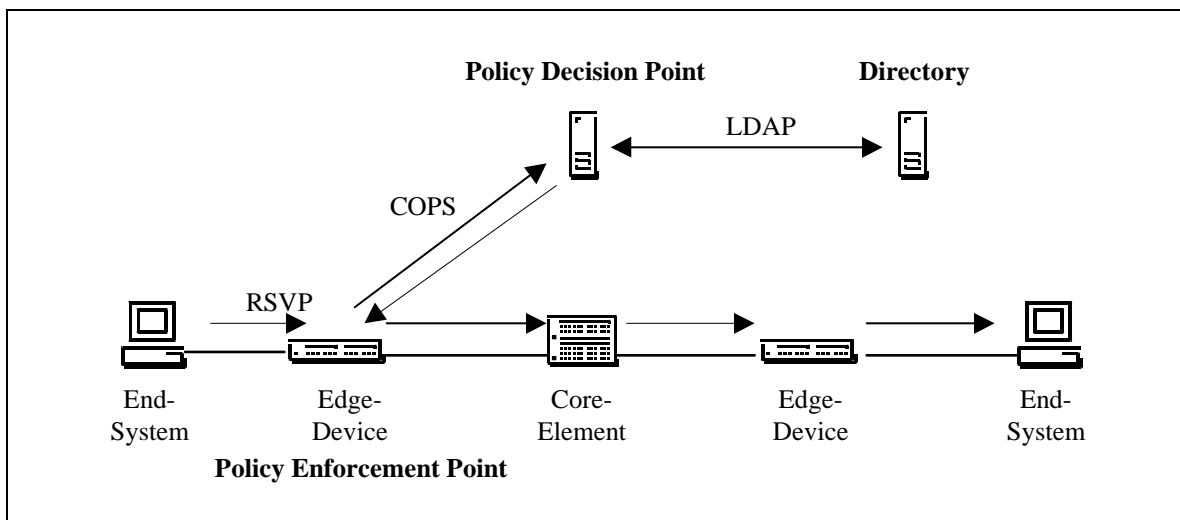 Policy Decision Point
Directory
LDAP
COPS
RSVP
End-
System
Edge-
Device
Core-
Element
Edge-
Device
End-
System
Policy Enforcement Point